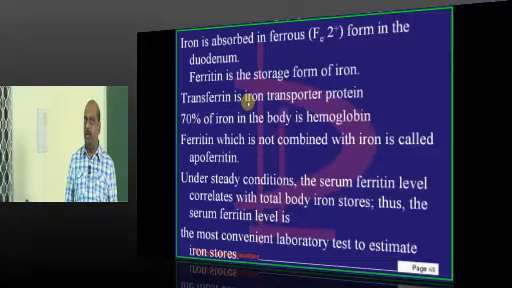 Iron is absorbed in ferrous (Fe 2+) form in the
duodenum.
Ferritin is the storage form of iron.
Transferrin is iron transporter protein
70% of iron in the body is hemoglobin
Ferritin which is not combined with iron is called
apoferritin.
Under steady conditions, the serum ferritin level
correlates with total body iron stores; thus, the
serum ferritin level is
the most convenient laboratory test to estimate
iron stores
Page 68